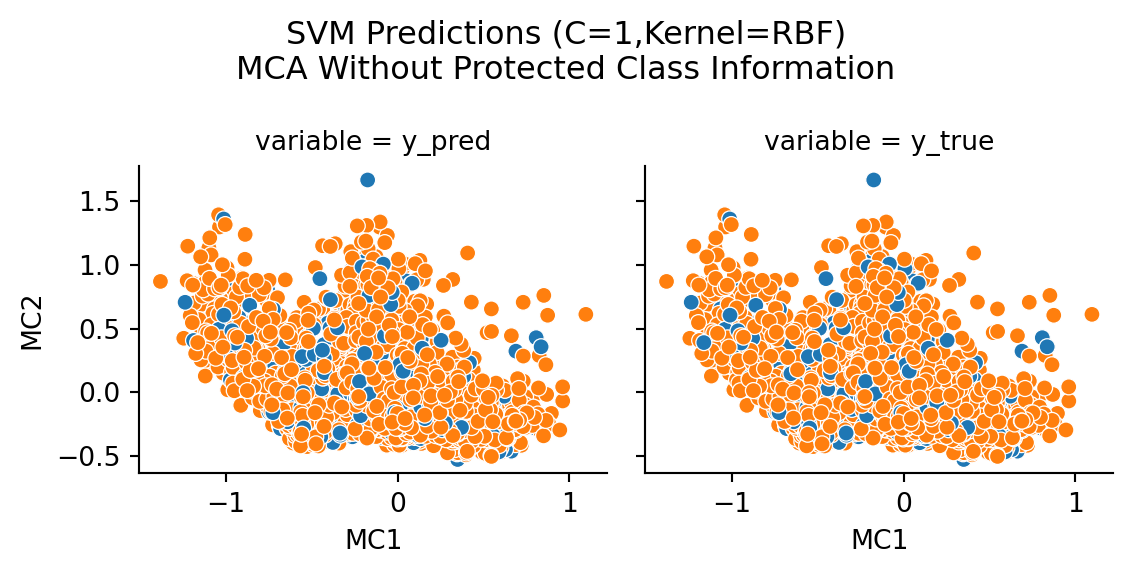 SVM Predictions (C=1,Kernel=RBF)
MCA Without Protected Class Information
variable = y_pred
variable = y_true
MC2
1.5
1.0
0.5
0.0
−0.5
−1
0
1
−1
0
1
MC1
MC1